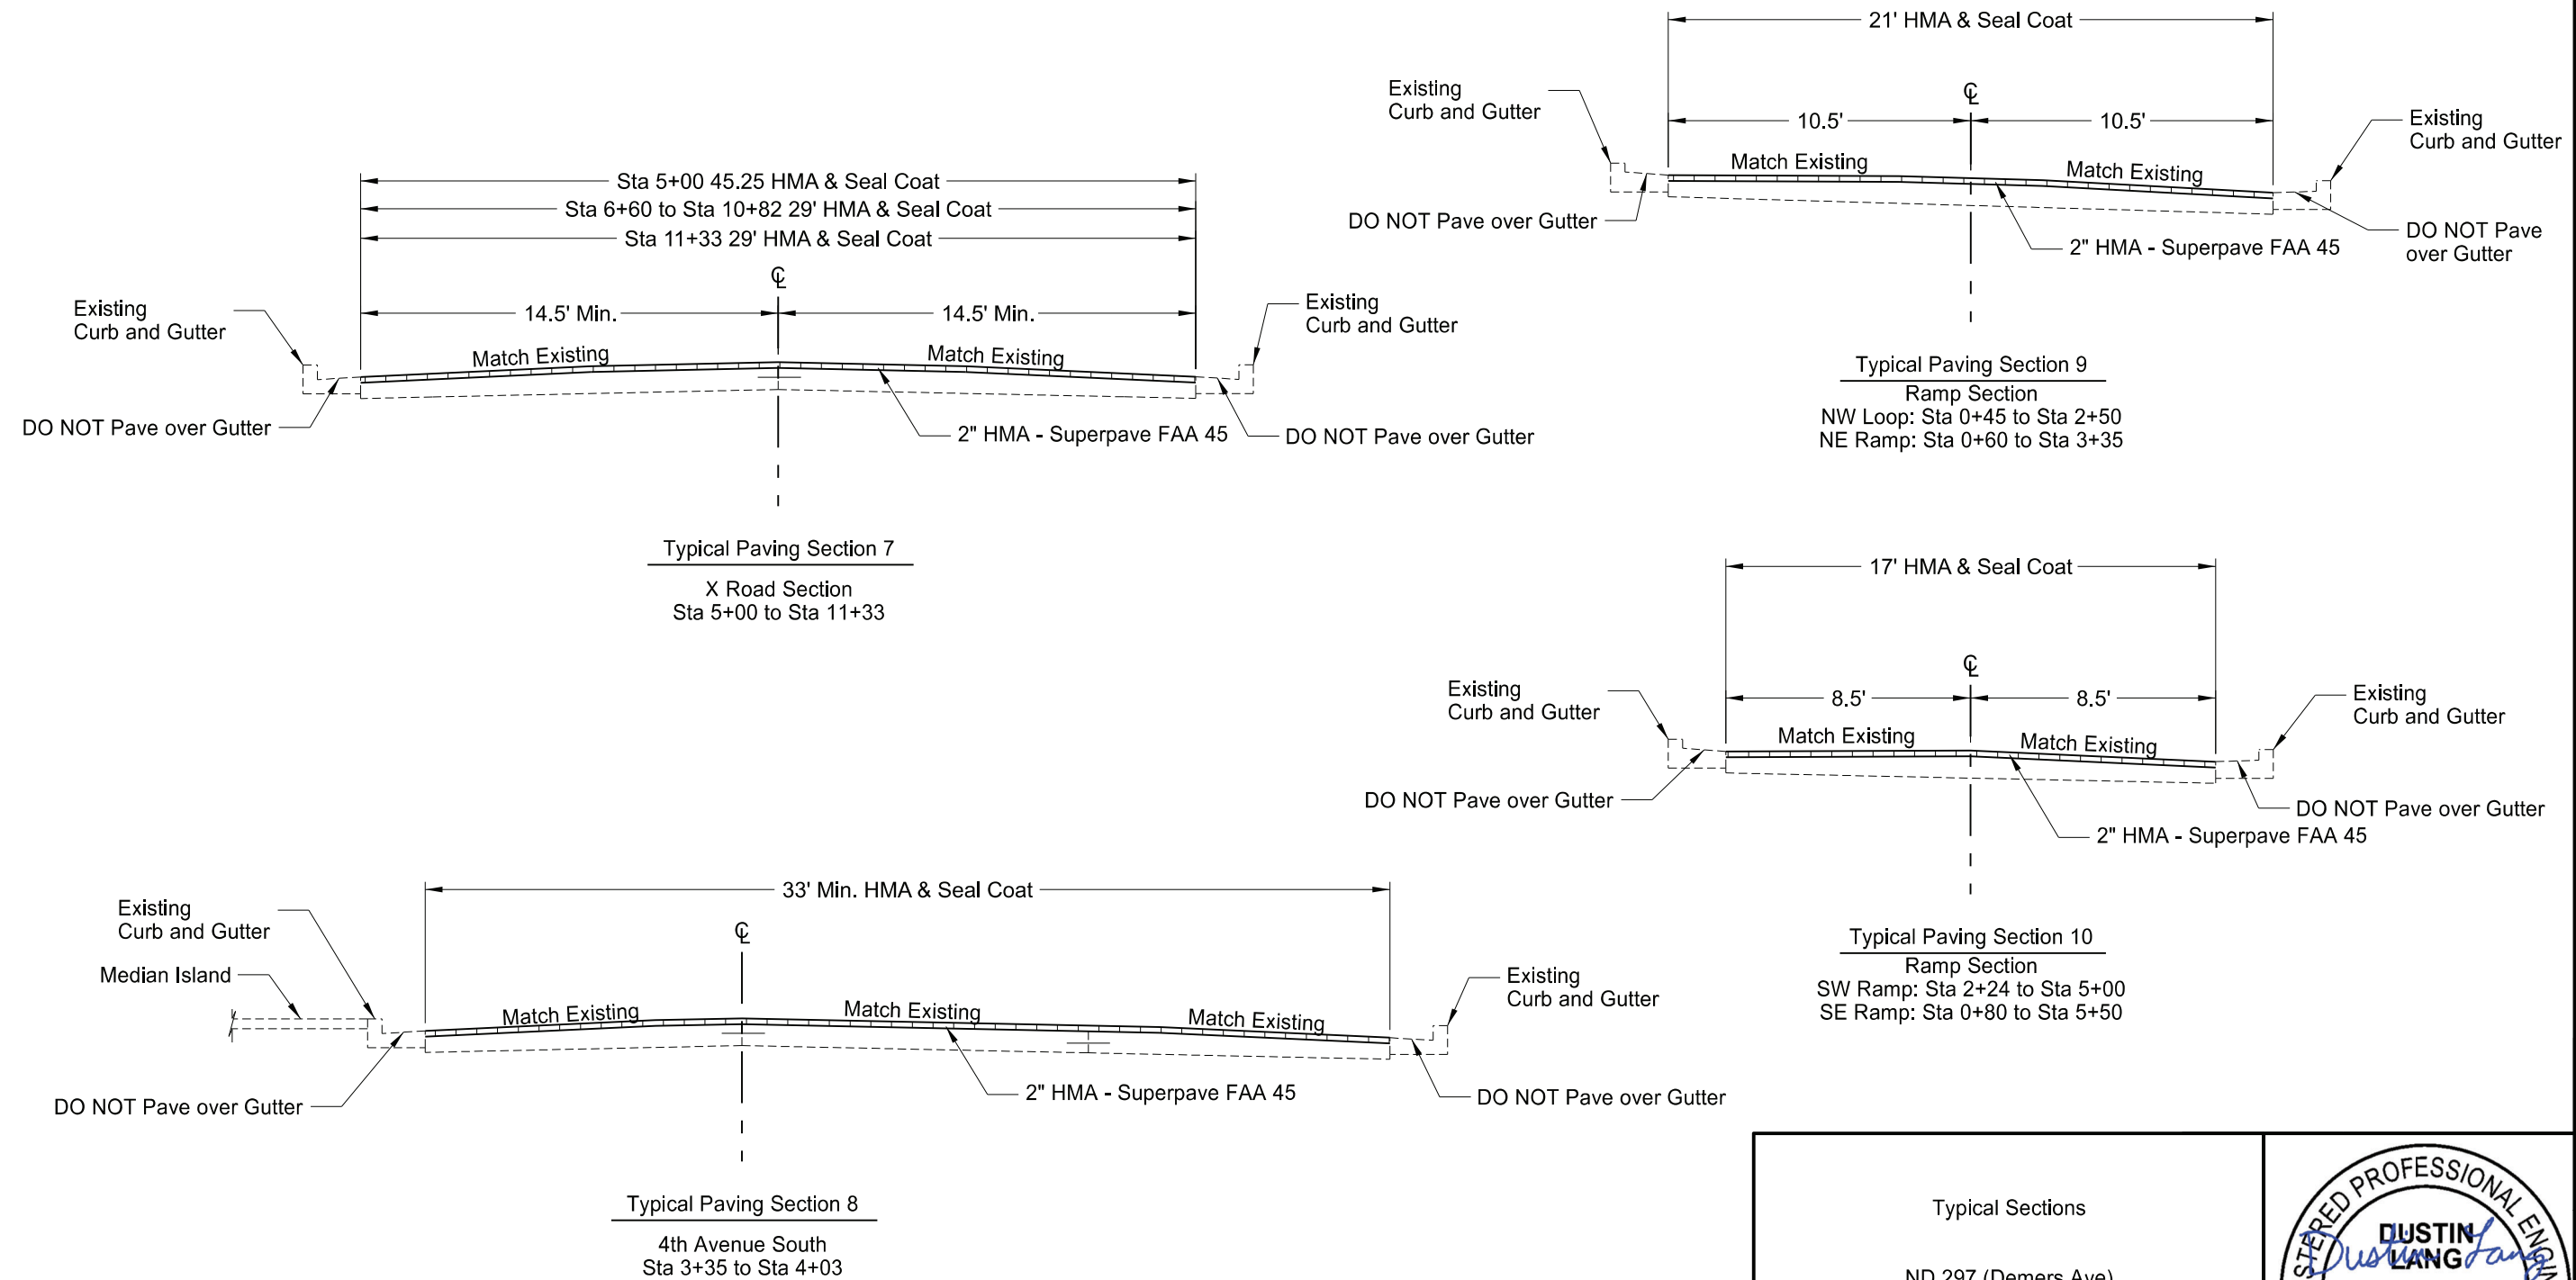 Sta 5+00 45.25 HMA & Seal Coat
Sta 6+60 to Sta 10+82 29' HMA & Seal Coat
Sta 11+33 29' HMA & Seal Coat
℄
14.5' Min.
14.5' Min.
Existing
Curb and Gutter
Existing
Curb and Gutter
Match Existing
Match Existing
DO NOT Pave over Gutter
2" HMA - Superpave FAA 45
DO NOT Pave over Gutter
Typical Paving Section 7
X Road Section
Sta 5+00 to Sta 11+33
33' Min. HMA & Seal Coat
Existing
Curb and Gutter
℄
Median Island
Existing
Curb and Gutter
Match Existing
Match Existing
Match Existing
DO NOT Pave over Gutter
2" HMA - Superpave FAA 45
DO NOT Pave over Gutter
Typical Paving Section 8
4th Avenue South
Sta 3+35 to Sta 4+03
21' HMA & Seal Coat
Existing
Curb and Gutter
℄
10.5'
10.5'
Existing
Curb and Gutter
Match Existing
Match Existing
DO NOT Pave over Gutter
2" HMA - Superpave FAA 45
DO NOT Pave
over Gutter
Typical Paving Section 9
Ramp Section
NW Loop: Sta 0+45 to Sta 2+50
NE Ramp: Sta 0+60 to Sta 3+35
17' HMA & Seal Coat
℄
Existing
Curb and Gutter
8.5'
8.5'
Existing
Curb and Gutter
Match Existing
Match Existing
DO NOT Pave over Gutter
DO NOT Pave over Gutter
2" HMA - Superpave FAA 45
Typical Paving Section 10
Ramp Section
SW Ramp: Sta 2+24 to Sta 5+00
SE Ramp: Sta 0+80 to Sta 5+50
Typical Sections
ND 297 (Demers Ave)
STERED PROFESSIONAL ENGIN
DUSTIN
LANG
Dustin Lang